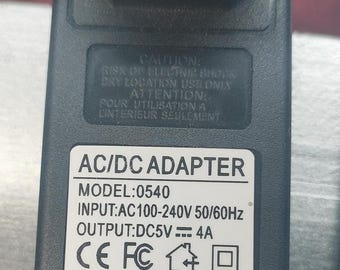 CAUTION:
RISK OF ELECTRIC SHOCK
DRY LOCATION USE ONLY
ATTENTION:
POUR UTILISATION A
L'INTERIEUR SEULEMENT
AC/DC ADAPTER
MODEL:0540
INPUT:AC100-240V 50/60Hz
OUTPUT:DC5V ⎓ 4A
CE FC